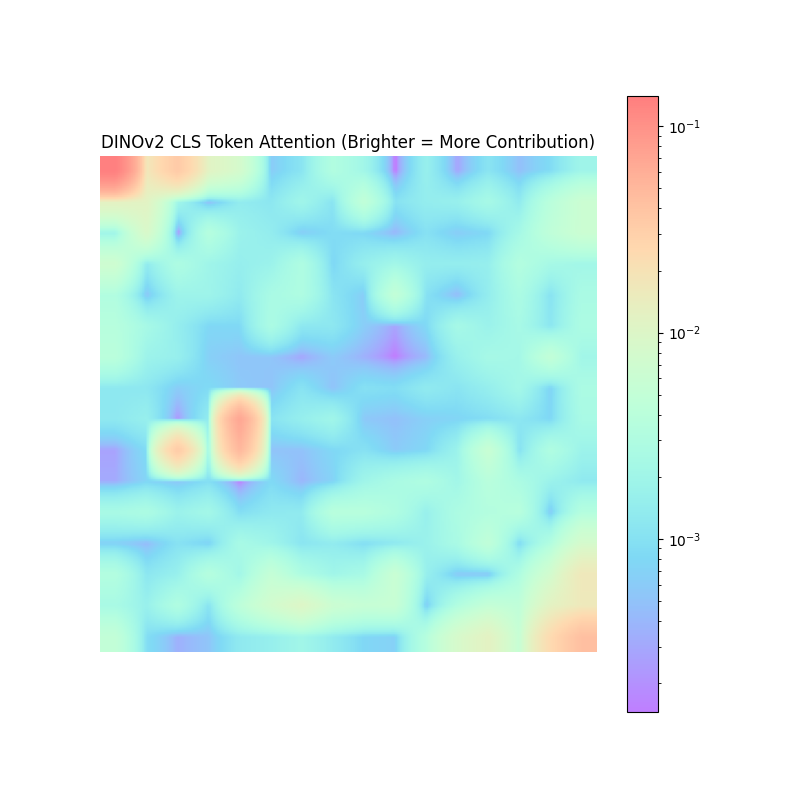 DINOv2 CLS Token Attention (Brighter = More Contribution)
10⁻¹
10⁻²
10⁻³